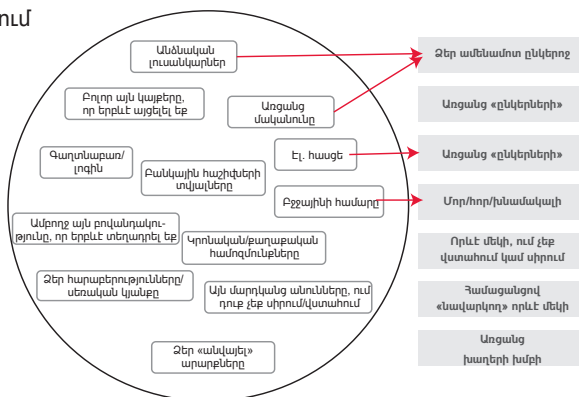 ում
Անձնական
լուսանկարներ
Ձեր ամենամոտ ընկերոջ
Բոլոր այն կայքերը,
որ երբևէ այցելել եք
Առցանց
մականունը
Առցանց «ընկերների»
Գաղտնաբառ/
լոգին
Բանկային հաշիվների
տվյալները
Էլ. հասցե
Առցանց «ընկերների»
Բջջայինի համարը
Մոր/հոր/խնամակալի
Ամբողջ այն բովանդակու-
թյունը, որ երբևէ տեղադրել եք
Կրոնական/քաղաքական
համոզմունքները
Որևէ մեկի, ում չեք
վստահում կամ սիրում
Ձեր հարաբերությունները/
սեռական կյանքը
Այն մարդկանց անունները, ում
դուք չեք սիրում/վստահում
Համացանցով
«նավարկող» որևէ մեկի
Ձեր «անվայել»
արարքները
Առցանց
խաղերի խմբի